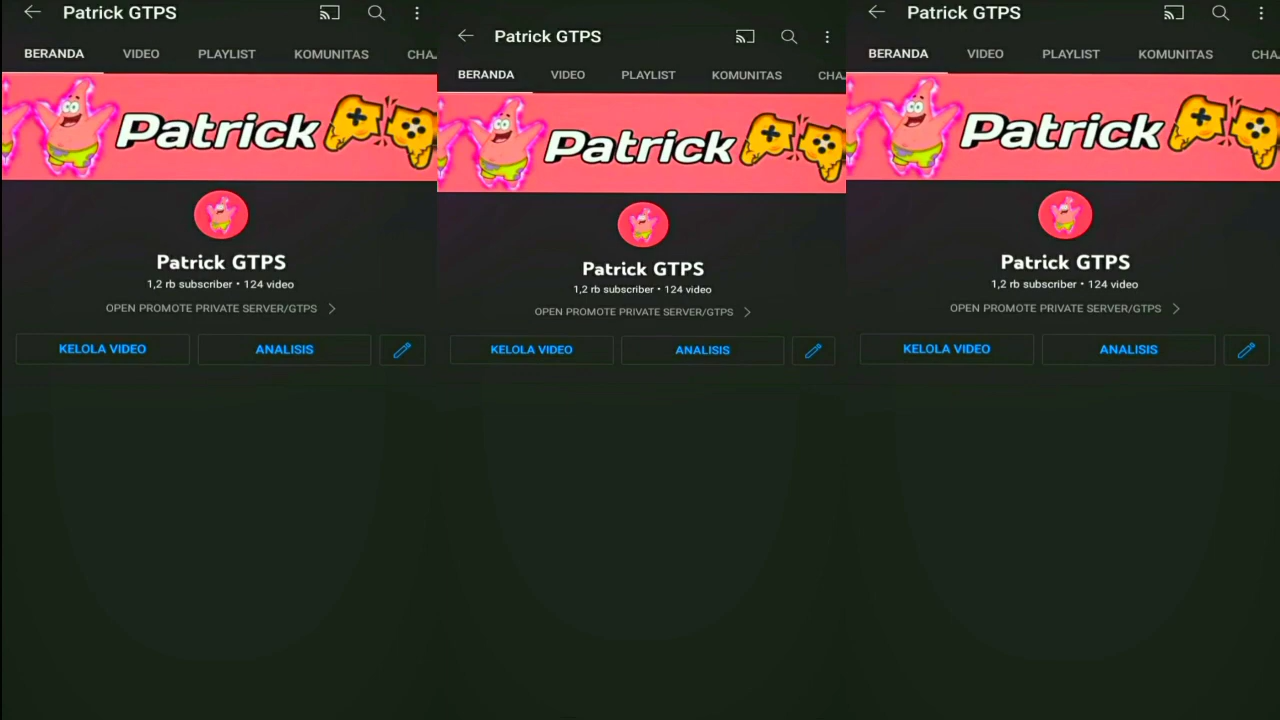 Patrick GTPS
BERANDA VIDEO PLAYLIST KOMUNITAS CHA
Patrick
Patrick GTPS
1,2 rb subscriber • 124 video
OPEN PROMOTE PRIVATE SERVER/GTPS
KELOLA VIDEO ANALISIS
Patrick GTPS
BERANDA VIDEO PLAYLIST KOMUNITAS CHA
Patrick
Patrick GTPS
1,2 rb subscriber • 124 video
OPEN PROMOTE PRIVATE SERVER/GTPS
KELOLA VIDEO ANALISIS
Patrick GTPS
BERANDA VIDEO PLAYLIST KOMUNITAS CHA
Patrick
Patrick GTPS
1,2 rb subscriber • 124 video
OPEN PROMOTE PRIVATE SERVER/GTPS
KELOLA VIDEO ANALISIS